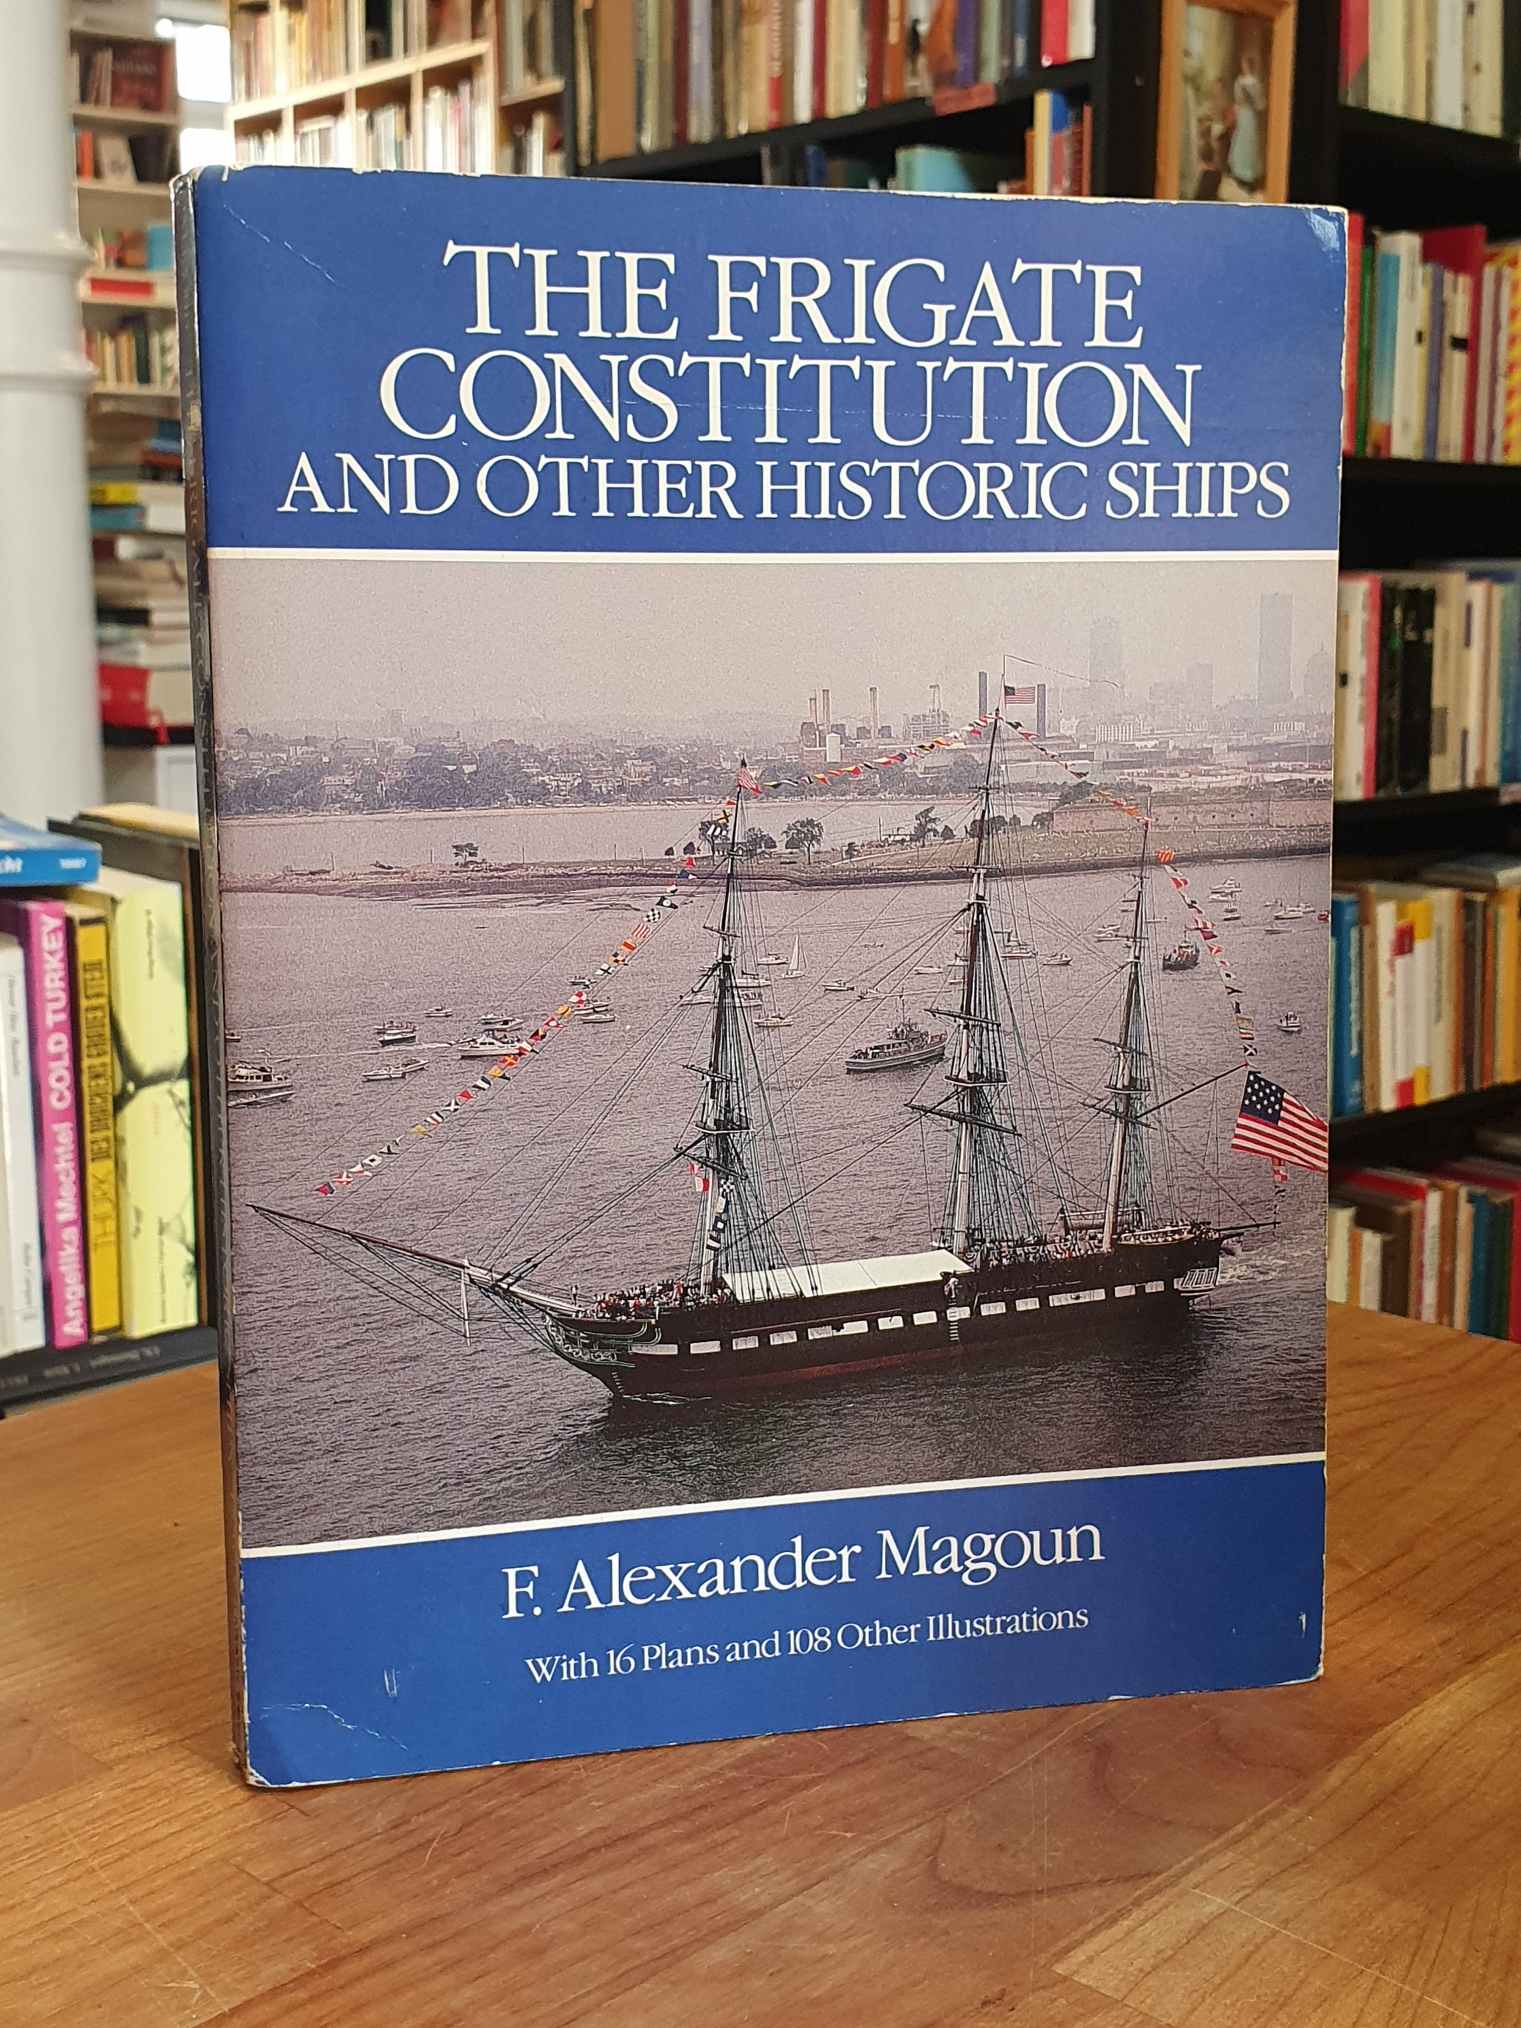 THE FRIGATE
CONSTITUTION
AND OTHER HISTORIC SHIPS
F. Alexander Magoun
With 16 Plans and 108 Other Illustrations
Angelika Mechtel COLD TURKEY